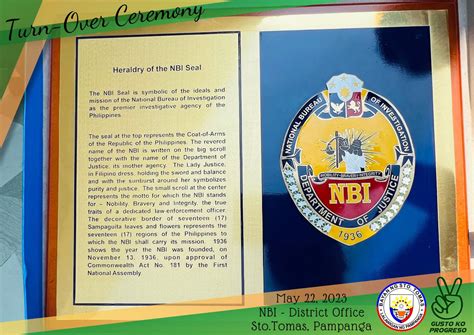 Turn-Over Ceremony
Heraldry of the NBI Seal
The NBI Seal is symbolic of the ideals and
mission of the National Bureau of Investigation
as the premier investigative agency of the
Philippines.
The seal at the top represents the Coat-of-Arms
of the Republic of the Philippines. The revered
name of the NBI is written on the big scroll
together with the name of the Department of
Justice, its mother agency. The Lady Justice,
in Filipino dress, holding the sword and balance
and with the sunburst around her symbolizes
purity and justice. The small scroll at the center
represents the motto for which the NBI stands
for - Nobility, Bravery and Integrity, the true
traits of a dedicated law-enforcement officer.
The decorative border of seventeen (17)
Sampaguita leaves and flowers represents the
seventeen (17) regions of the Philippines to
which the NBI shall carry its mission. 1936
shows the year the NBI was founded, on
November 13, 1936, upon approval of
Commonwealth Act No. 181 by the First
National Assembly.
NATIONAL BUREAU OF INVESTIGATION
NOBILITY BRAVERY INTEGRITY
NBI
DEPARTMENT OF JUSTICE
1936
May 22, 2023
NBI - District Office
Sto.Tomas, Pampanga
BAYAN NG STO. TOMAS
LALAWIGAN NG PAMPANGA
GUSTO KO
PROGRESO